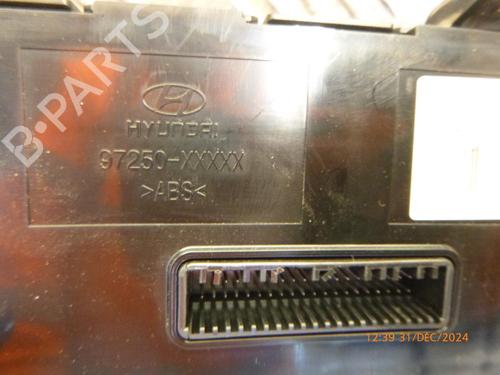 B-PARTS
HYUNDAI
97250-XXXXX
>ABS<
12:39 31/DEC/2024